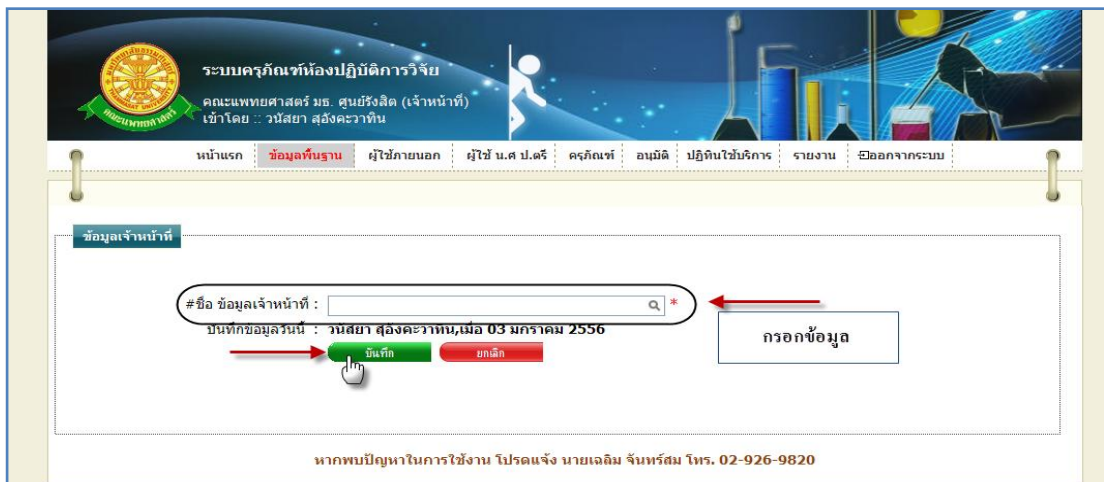 ระบบครุภัณฑ์ห้องปฏิบัติการวิจัย
คณะแพทยศาสตร์ มธ. ศูนย์รังสิต (เจ้าหน้าที่)
เข้าโดย :: วนัสยา สุอังคะวาทิน
หน้าแรก ข้อมูลพื้นฐาน ผู้ใช้ภายนอก ผู้ใช้ น.ศ ป.ตรี ครุภัณฑ์ อนุมัติ ปฏิทินใช้บริการ รายงาน ออกจากระบบ
ข้อมูลเจ้าหน้าที่
#ชื่อ ข้อมูลเจ้าหน้าที่ : *
บันทึกข้อมูลวันนี้ : วนัสยา สุอังคะวาทิน,เมื่อ 03 มกราคม 2556
บันทึก ยกเลิก
กรอกข้อมูล
หากพบปัญหาในการใช้งาน โปรดแจ้ง นายเฉลิม จันทร์สม โทร. 02-926-9820